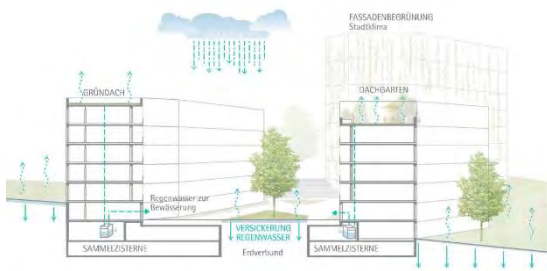 FASSADENBEGRÜNUNG
Stadtklima
GRÜNDACH
DACHGARTEN
Regenwasser zur
Bewässerung
VERSICKERUNG
REGENWASSER
SAMMELZISTERNE
Erdverbund
SAMMELZISTERNE